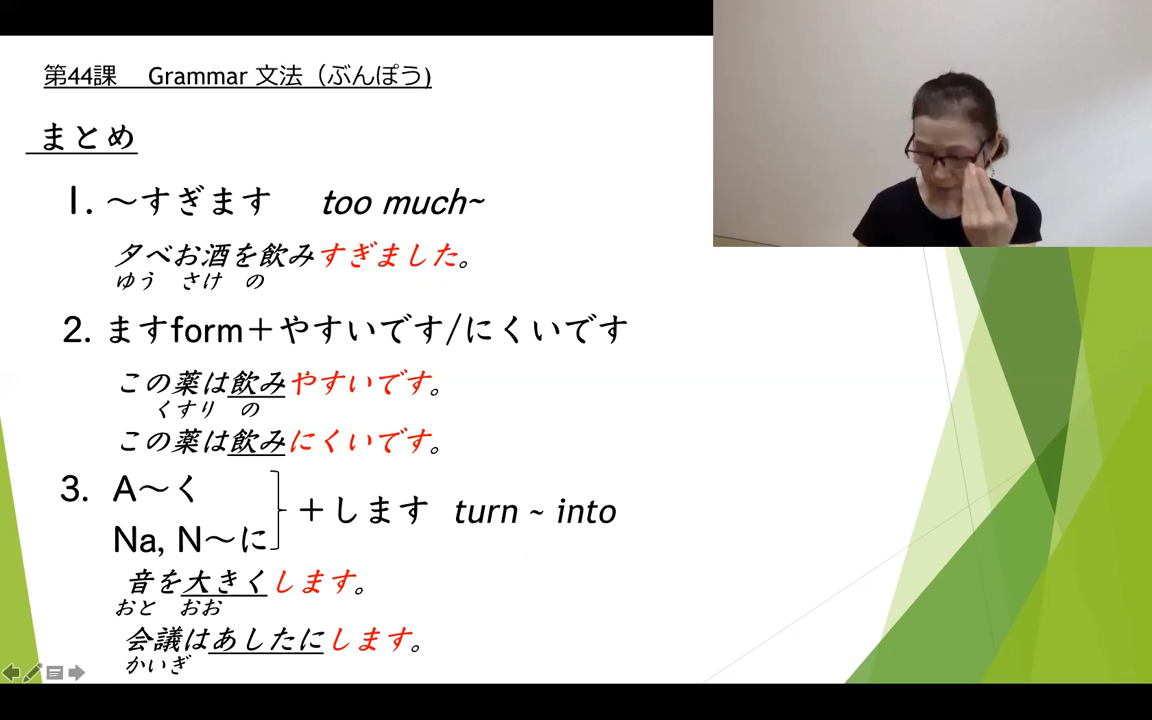 第44課 Grammar 文法（ぶんぽう）
まとめ
1. ～すぎます too much~
夕べお酒を飲みすぎました。
ゆう さけ の
2. ますform＋やすいです/にくいです
この薬は飲みやすいです。
くすり の
この薬は飲みにくいです。
3. A～く
Na, N～に
＋します turn ~ into
音を大きくします。
おと おお
会議はあしたにします。
かいぎ